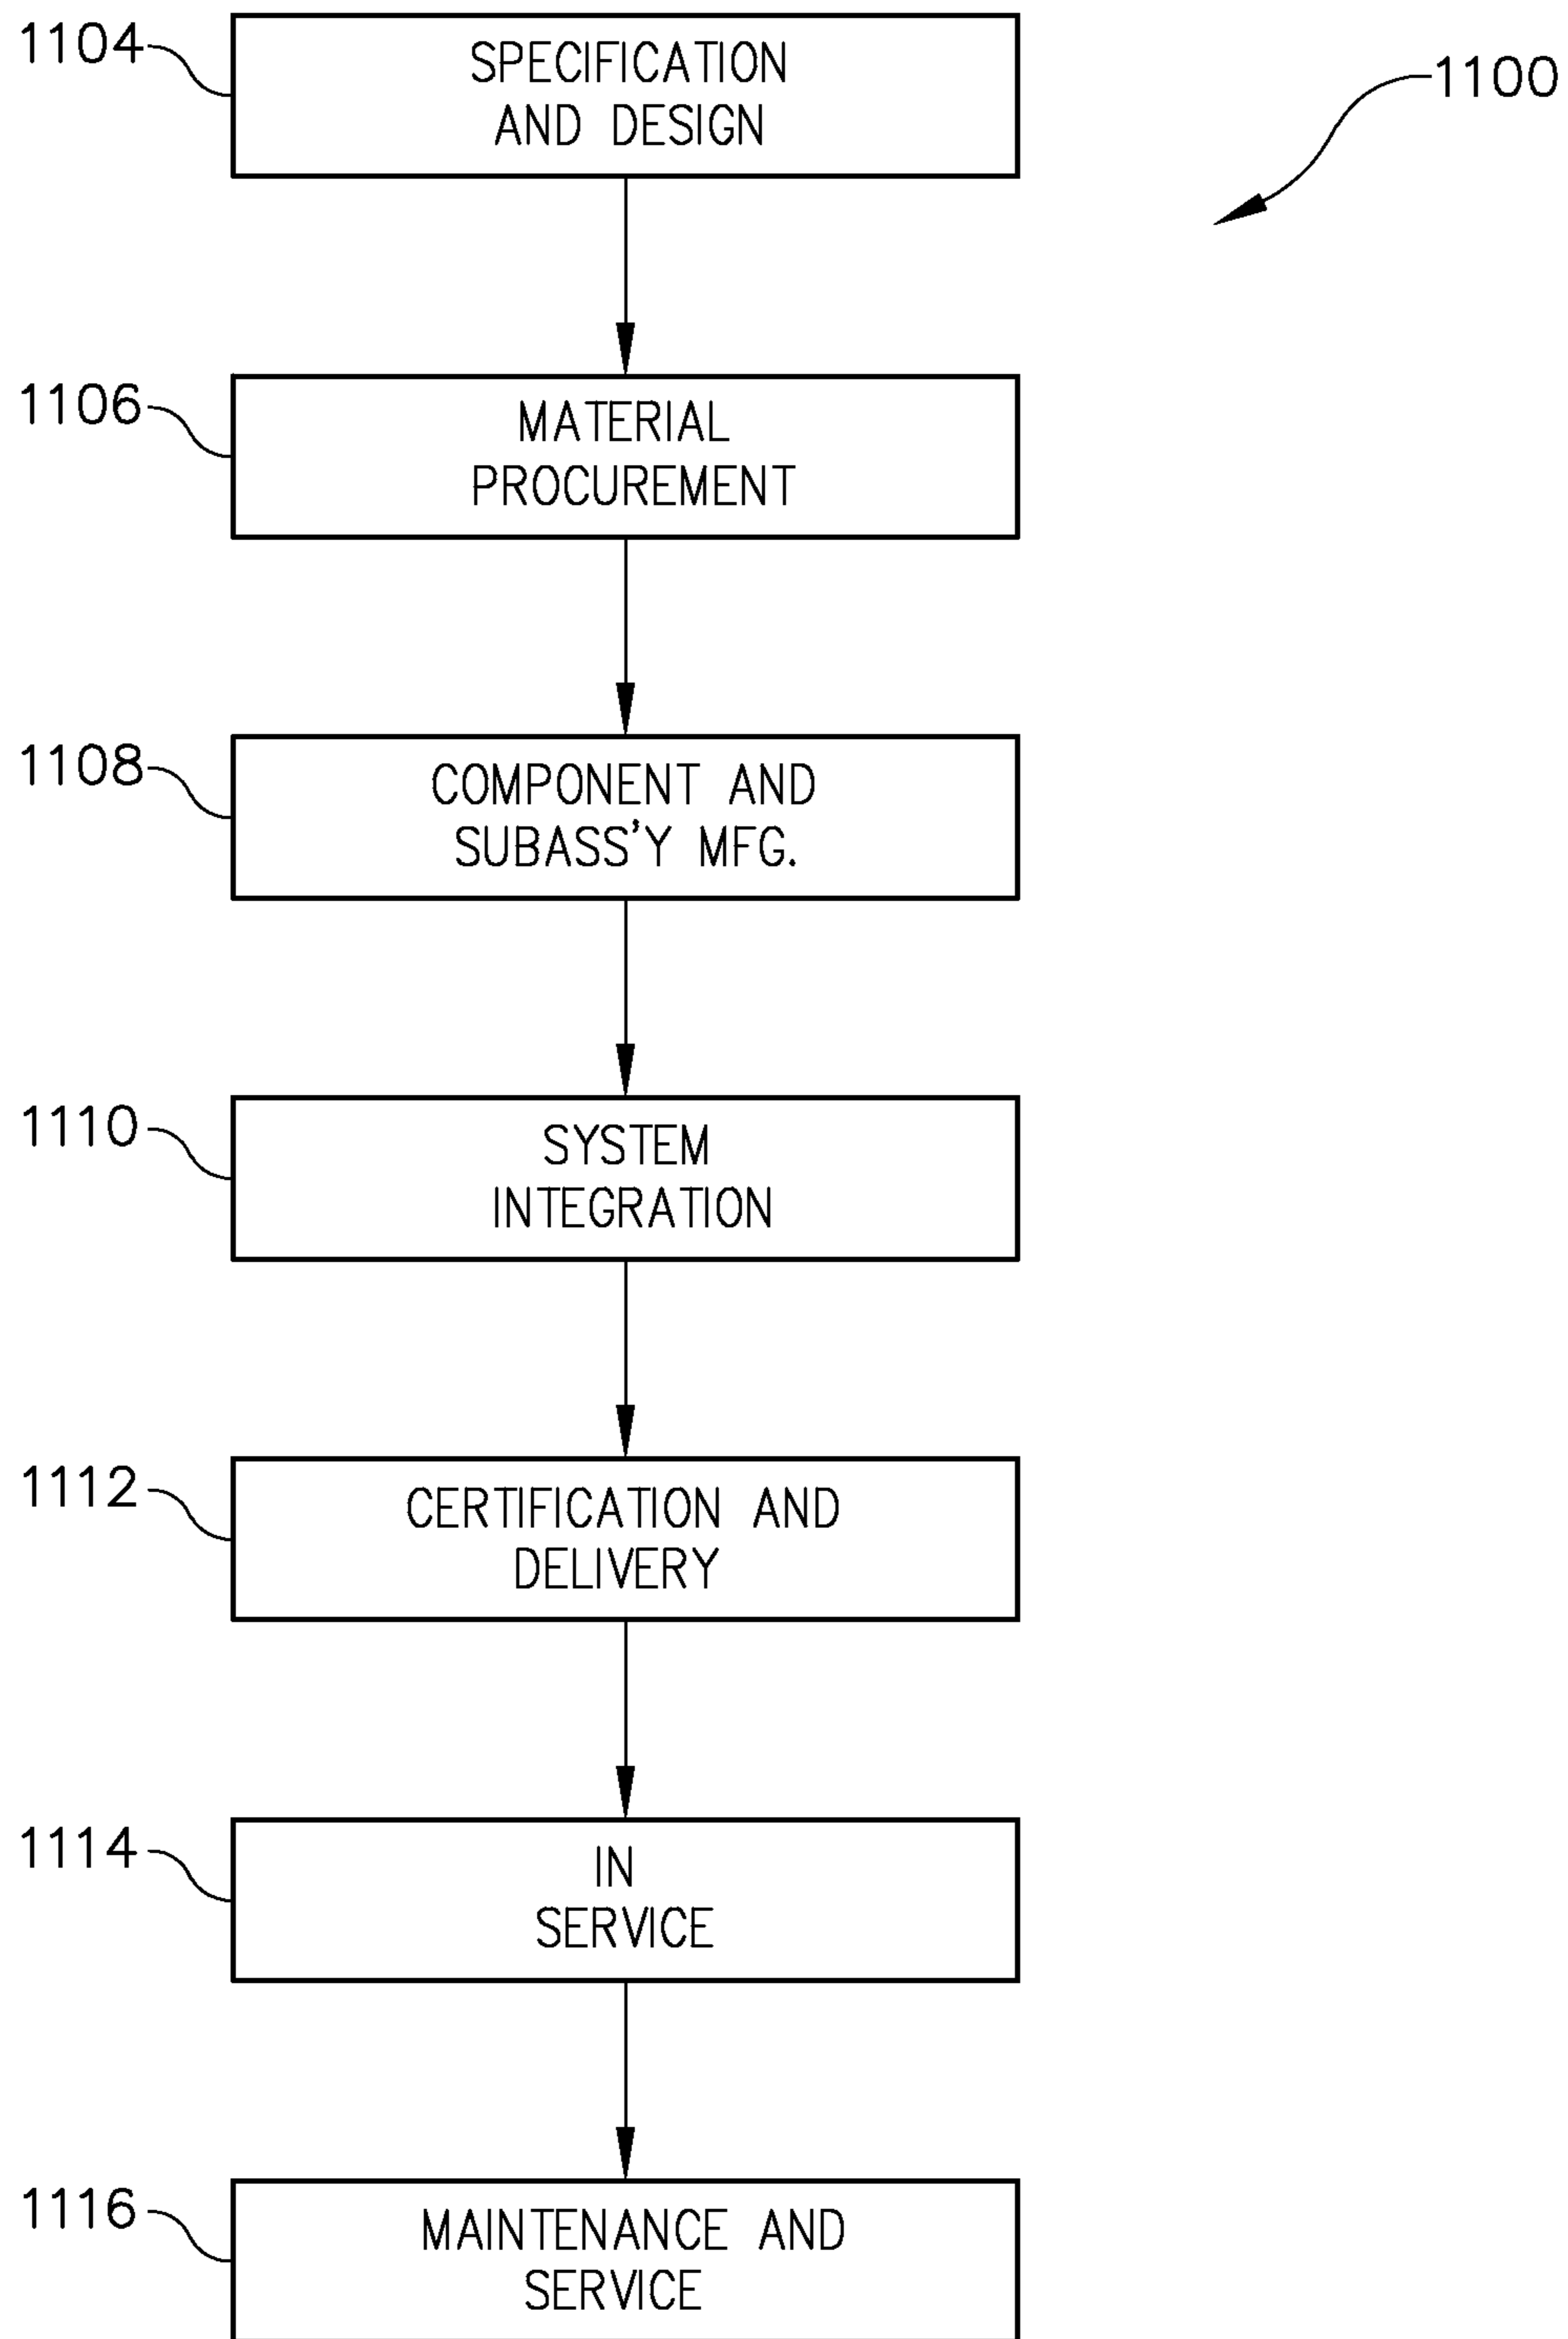 1104
SPECIFICATION
AND DESIGN
1100
1106
MATERIAL
PROCUREMENT
1108
COMPONENT AND
SUBASS'Y MFG.
1110
SYSTEM
INTEGRATION
1112
CERTIFICATION AND
DELIVERY
1114
IN
SERVICE
1116
MAINTENANCE AND
SERVICE